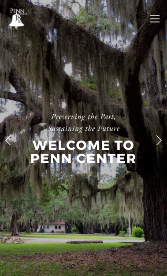 PENN
Preserving the Past,
Sustaining the Future
WELCOME TO
PENN CENTER